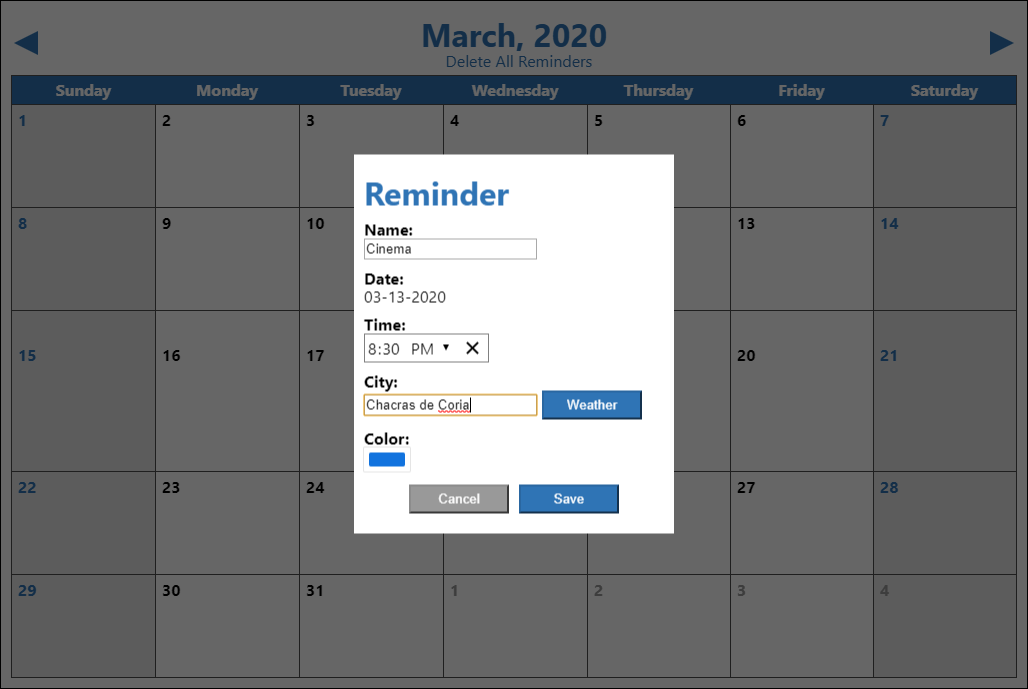 March, 2020
Delete All Reminders
Sunday Monday Tuesday Wednesday Thursday Friday Saturday
1 2 3 4 5 6 7
Reminder
8 9 10 13 14
Name:
Cinema
Date:
03-13-2020
Time:
8:30 PM
15 16 17 20 21
City:
Chacras de Coria Weather
Color:
22 23 24 27 28
Cancel Save
29 30 31 1 2 3 4